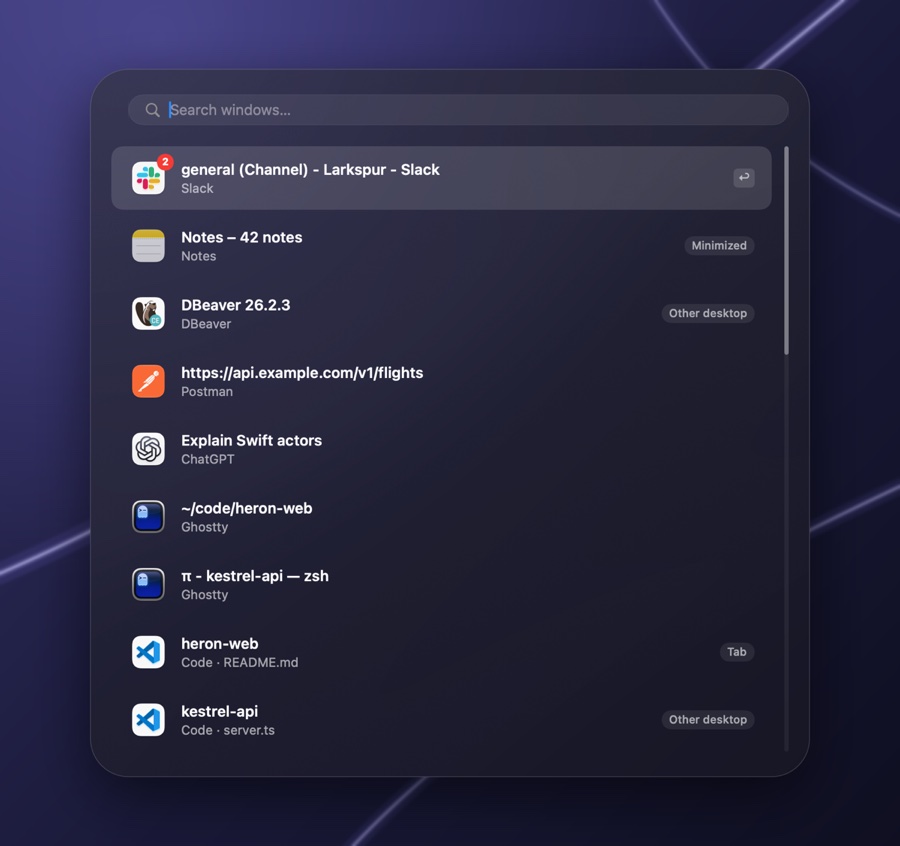 Search windows...
2
general (Channel) - Larkspur - Slack
Slack
Notes – 42 notes
Notes
Minimized
DBeaver 26.2.3
DBeaver
Other desktop
https://api.example.com/v1/flights
Postman
Explain Swift actors
ChatGPT
~/code/heron-web
Ghostty
π - kestrel-api — zsh
Ghostty
heron-web
Code · README.md
Tab
kestrel-api
Code · server.ts
Other desktop